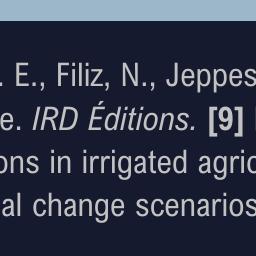 . E., Filiz, N., Jeppes
e. IRD Éditions. [9]
ons in irrigated agric
al change scenarios